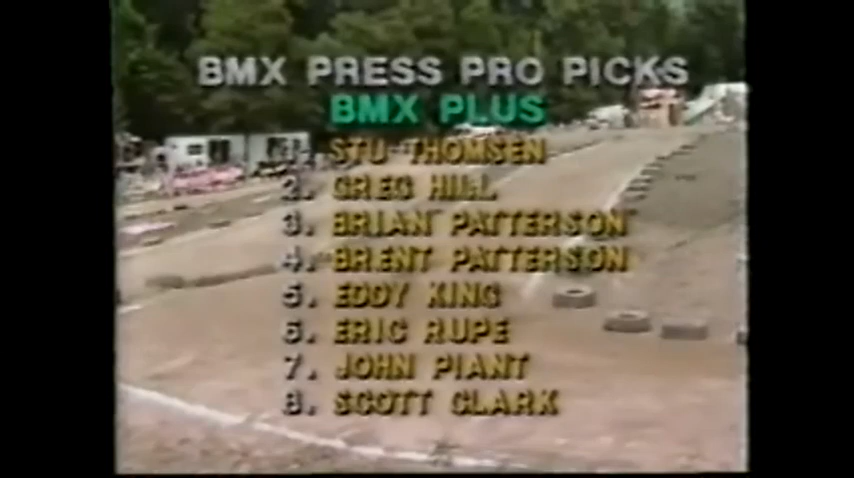 BMX PRESS PRO PICKS
BMX PLUS
1. STU THOMSEN
2. GREG HILL
3. BRIAN PATTERSON
4. BRENT PATTERSON
5. EDDY KING
6. ERIC RUPE
7. JOHN PIANT
8. SCOTT CLARK